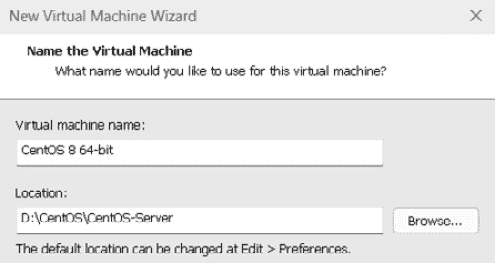 New Virtual Machine Wizard
Name the Virtual Machine
What name would you like to use for this virtual machine?
Virtual machine name:
CentOS 8 64-bit
Location:
D:\CentOS\CentOS-Server
Browse...
The default location can be changed at Edit > Preferences.